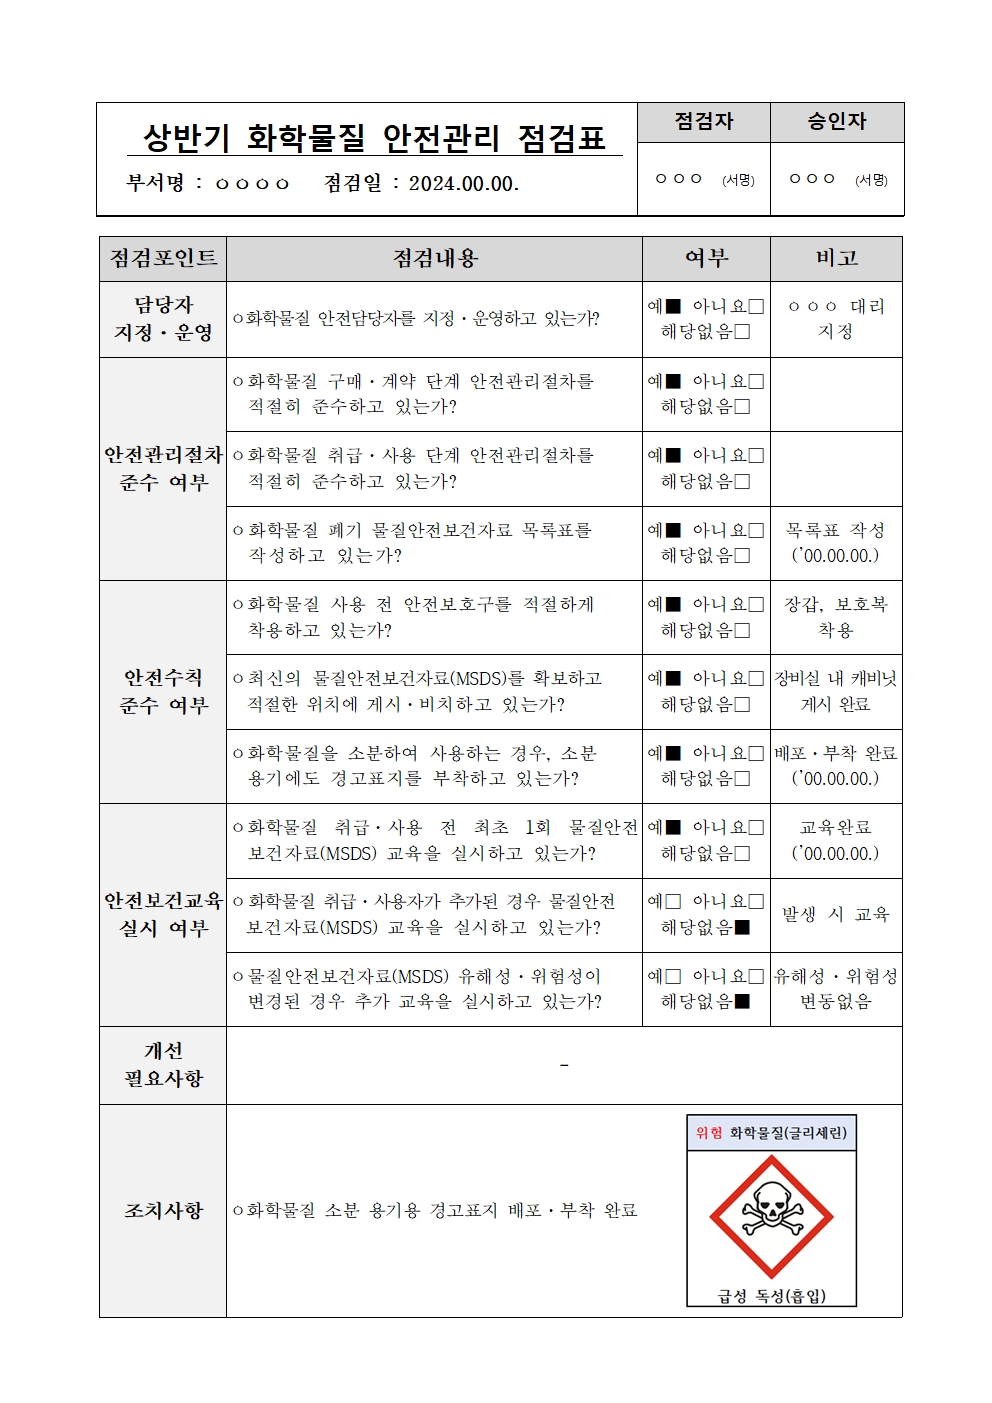 상반기 화학물질 안전관리 점검표
부서명 : ㅇㅇㅇㅇ 점검일 : 2024.00.00.
점검자 승인자
ㅇㅇㅇ (서명) ㅇㅇㅇ (서명)
점검포인트 점검내용 여부 비고
담당자
지정·운영
ㅇ화학물질 안전담당자를 지정·운영하고 있는가?
예■ 아니요□
해당없음□
ㅇㅇㅇ 대리
지정
안전관리절차
준수 여부
ㅇ화학물질 구매·계약 단계 안전관리절차를
적절히 준수하고 있는가?
예■ 아니요□
해당없음□
ㅇ화학물질 취급·사용 단계 안전관리절차를
적절히 준수하고 있는가?
예■ 아니요□
해당없음□
ㅇ화학물질 폐기 물질안전보건자료 목록표를
작성하고 있는가?
예■ 아니요□
해당없음□
목록표 작성
(’00.00.00.)
안전수칙
준수 여부
ㅇ화학물질 사용 전 안전보호구를 적절하게
착용하고 있는가?
예■ 아니요□
해당없음□
장갑, 보호복
착용
ㅇ최신의 물질안전보건자료(MSDS)를 확보하고
적절한 위치에 게시·비치하고 있는가?
예■ 아니요□
해당없음□
장비실 내 캐비닛
게시 완료
ㅇ화학물질을 소분하여 사용하는 경우, 소분
용기에도 경고표지를 부착하고 있는가?
예■ 아니요□
해당없음□
배포·부착 완료
(’00.00.00.)
안전보건교육
실시 여부
ㅇ화학물질 취급·사용 전 최초 1회 물질안전
보건자료(MSDS) 교육을 실시하고 있는가?
예■ 아니요□
해당없음□
교육완료
(’00.00.00.)
ㅇ화학물질 취급·사용자가 추가된 경우 물질안전
보건자료(MSDS) 교육을 실시하고 있는가?
예□ 아니요□
해당없음■
발생 시 교육
ㅇ물질안전보건자료(MSDS) 유해성·위험성이
변경된 경우 추가 교육을 실시하고 있는가?
예□ 아니요□
해당없음■
유해성·위험성
변동없음
개선
필요사항
-
조치사항
ㅇ화학물질 소분 용기용 경고표지 배포·부착 완료
위험 화학물질(글리세린)
급성 독성(흡입)